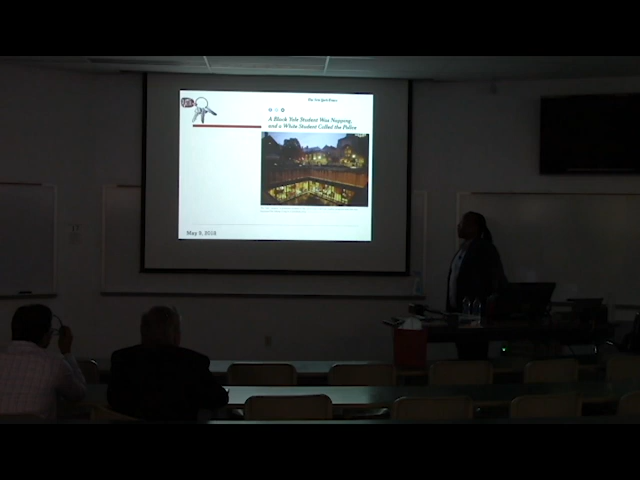 The New York Times
A Black Yale Student Was Napping,
and a White Student Called the Police
May 9, 2018